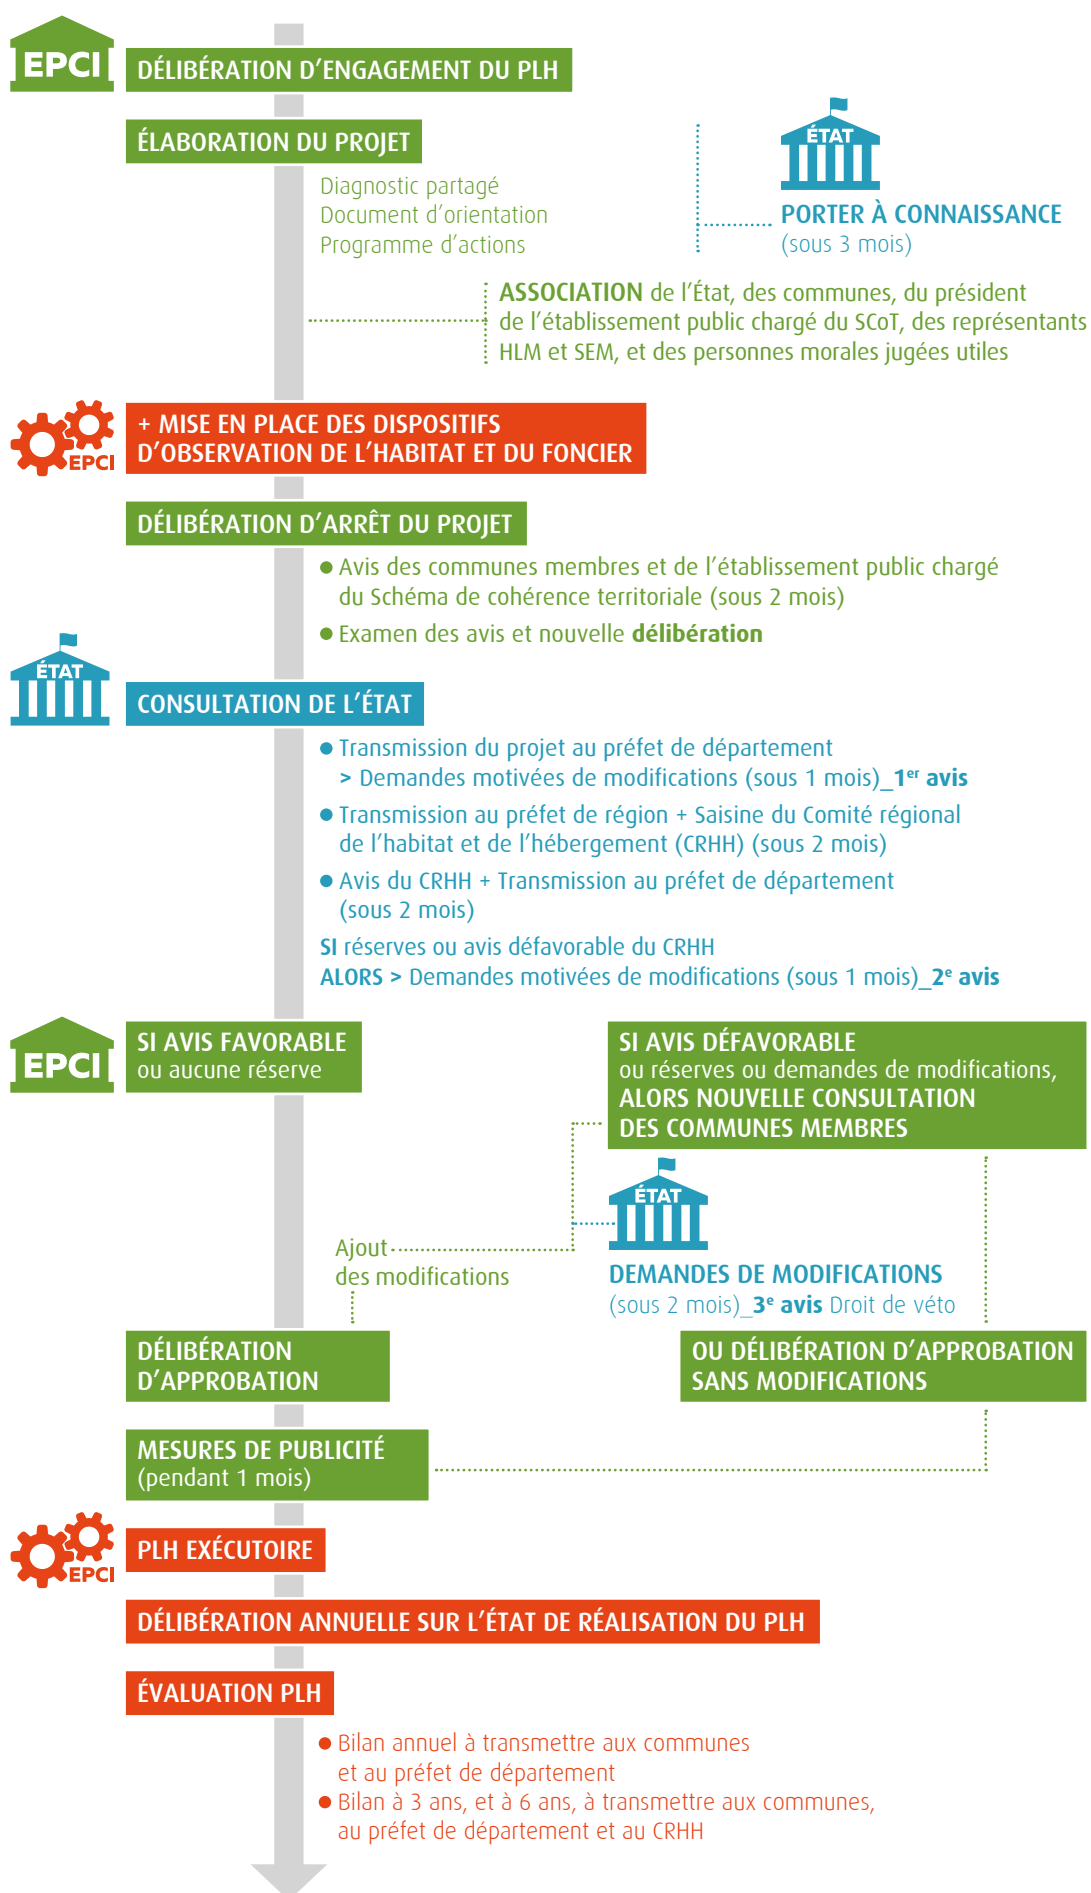 EPCI
DÉLIBÉRATION D’ENGAGEMENT DU PLH
ÉLABORATION DU PROJET
Diagnostic partagé
Document d’orientation
Programme d’actions
ÉTAT
PORTER À CONNAISSANCE
(sous 3 mois)
ASSOCIATION de l’État, des communes, du président
de l’établissement public chargé du SCoT, des représentants
HLM et SEM, et des personnes morales jugées utiles
EPCI
+ MISE EN PLACE DES DISPOSITIFS
D’OBSERVATION DE L’HABITAT ET DU FONCIER
DÉLIBÉRATION D’ARRÊT DU PROJET
● Avis des communes membres et de l’établissement public chargé
du Schéma de cohérence territoriale (sous 2 mois)
● Examen des avis et nouvelle délibération
ÉTAT
CONSULTATION DE L’ÉTAT
● Transmission du projet au préfet de département
> Demandes motivées de modifications (sous 1 mois)_1er avis
● Transmission au préfet de région + Saisine du Comité régional
de l’habitat et de l’hébergement (CRHH) (sous 2 mois)
● Avis du CRHH + Transmission au préfet de département
(sous 2 mois)
SI réserves ou avis défavorable du CRHH
ALORS > Demandes motivées de modifications (sous 1 mois)_2e avis
EPCI
SI AVIS FAVORABLE
ou aucune réserve
SI AVIS DÉFAVORABLE
ou réserves ou demandes de modifications,
ALORS NOUVELLE CONSULTATION
DES COMMUNES MEMBRES
ÉTAT
DEMANDES DE MODIFICATIONS
(sous 2 mois)_3e avis Droit de véto
Ajout
des modifications
DÉLIBÉRATION
D’APPROBATION
OU DÉLIBÉRATION D’APPROBATION
SANS MODIFICATIONS
MESURES DE PUBLICITÉ
(pendant 1 mois)
EPCI
PLH EXÉCUTOIRE
DÉLIBÉRATION ANNUELLE SUR L’ÉTAT DE RÉALISATION DU PLH
ÉVALUATION PLH
● Bilan annuel à transmettre aux communes
et au préfet de département
● Bilan à 3 ans, et à 6 ans, à transmettre aux communes,
au préfet de département et au CRHH